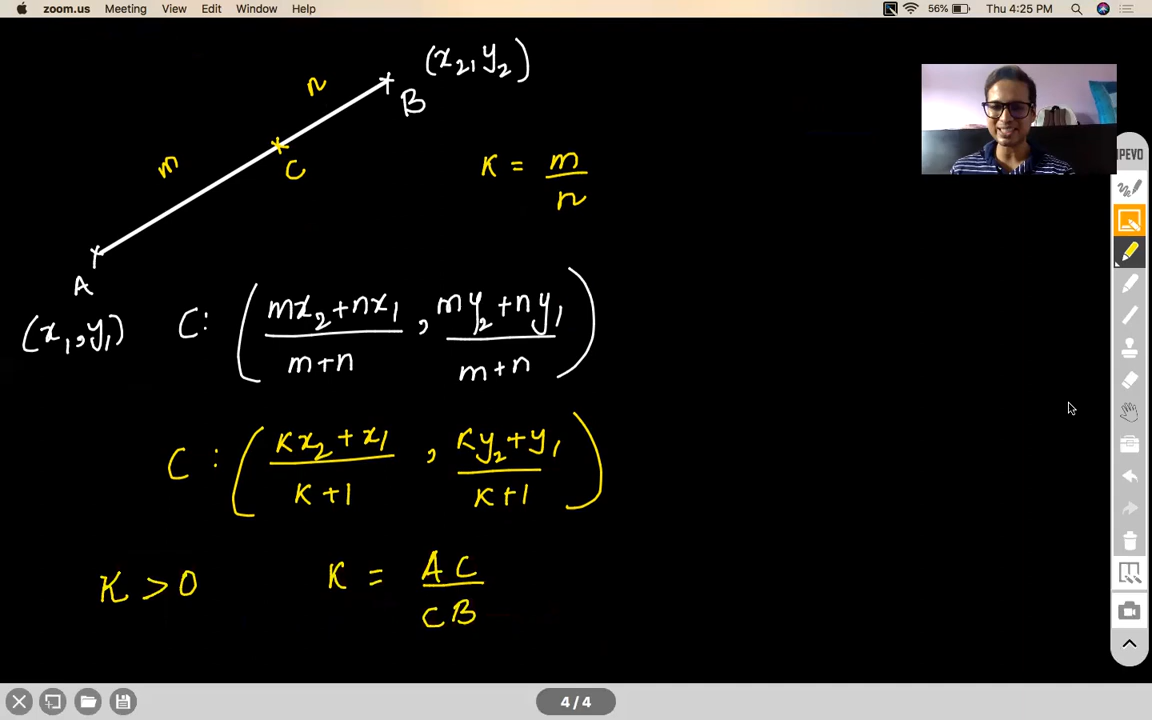 zoom.us Meeting View Edit Window Help 56% Thu 4:25 PM
(x₂, y₂)
n
B
m
C
K = m/n
A
(x₁, y₁)
C: ((mx₂+nx₁)/(m+n), (my₂+ny₁)/(m+n))
C: ((Kx₂+x₁)/(K+1), (Ky₂+y₁)/(K+1))
K > 0
K = AC/CB
IPEVO
4/4